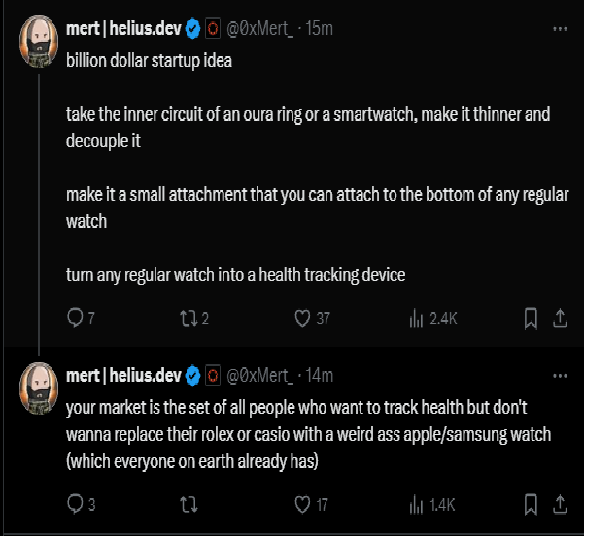 mert | helius.dev @0xMert_ · 15m
billion dollar startup idea
take the inner circuit of an oura ring or a smartwatch, make it thinner and
decouple it
make it a small attachment that you can attach to the bottom of any regular
watch
turn any regular watch into a health tracking device
7 2 37 2.4K
mert | helius.dev @0xMert_ · 14m
your market is the set of all people who want to track health but don't
wanna replace their rolex or casio with a weird ass apple/samsung watch
(which everyone on earth already has)
3 17 1.4K